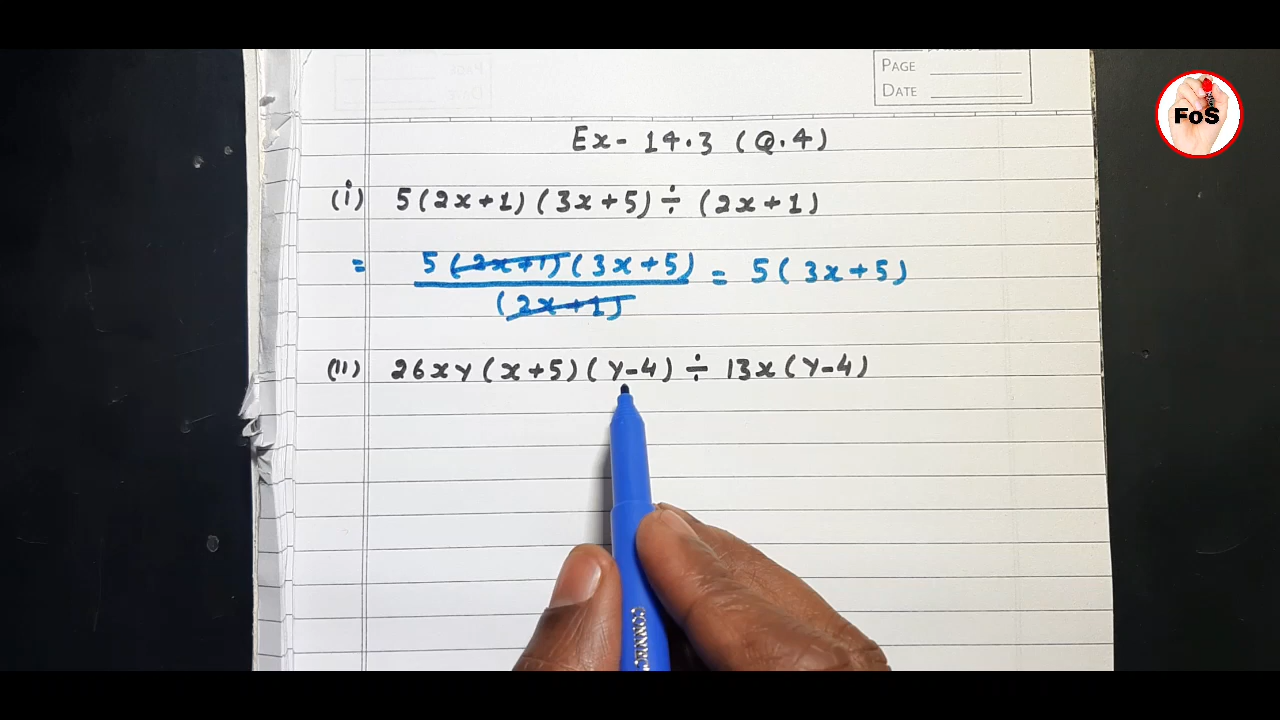 PAGE
DATE
FoS
Ex- 14.3 (Q.4)
(i) 5(2x+1)(3x+5) ÷ (2x+1)
= 5(2x+1)(3x+5) = 5(3x+5)
(2x+1)
(ii) 26xy(x+5)(y-4) ÷ 13x(y-4)